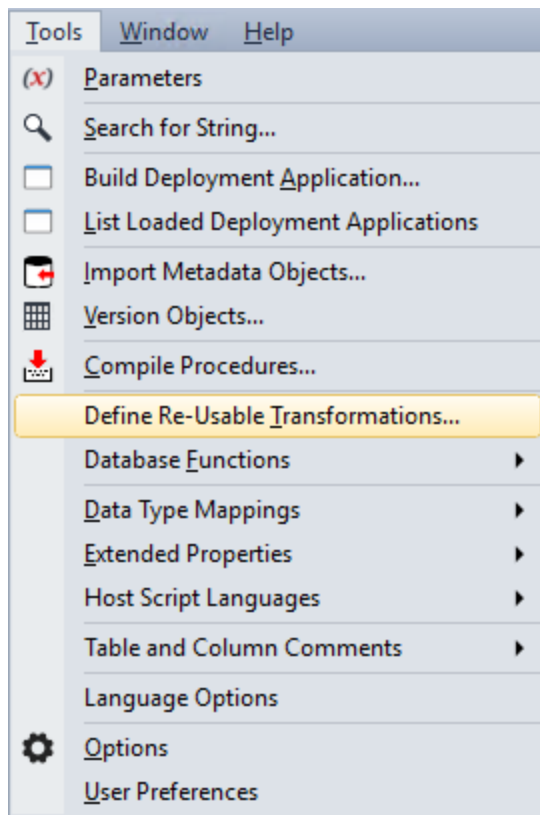 Tools Window Help
(x) Parameters
Search for String...
Build Deployment Application...
List Loaded Deployment Applications
Import Metadata Objects...
Version Objects...
Compile Procedures...
Define Re-Usable Transformations...
Database Functions
Data Type Mappings
Extended Properties
Host Script Languages
Table and Column Comments
Language Options
Options
User Preferences